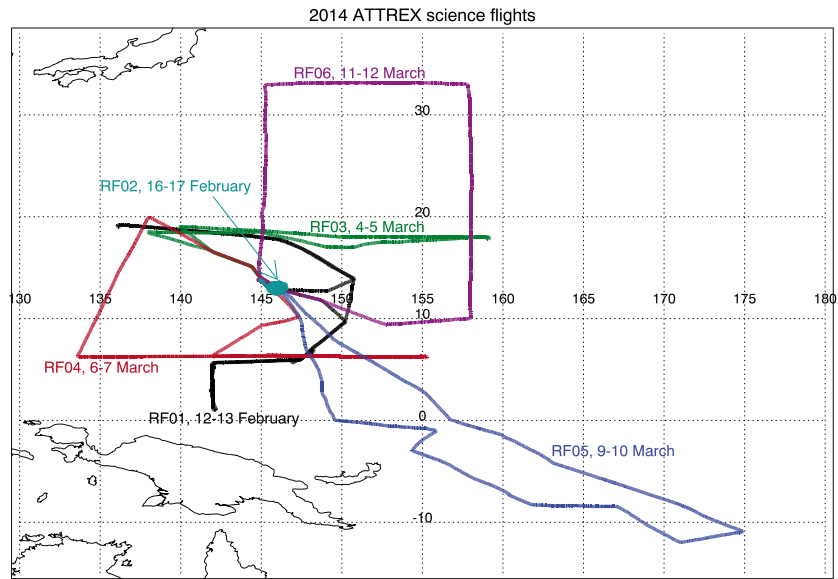 2014 ATTREX science flights
RF06, 11-12 March
30
RF02, 16-17 February
20
RF03, 4-5 March
130 135 140 145 150 155 160 165 170 175 180
10
RF04, 6-7 March
RF01, 12-13 February
0
RF05, 9-10 March
-10